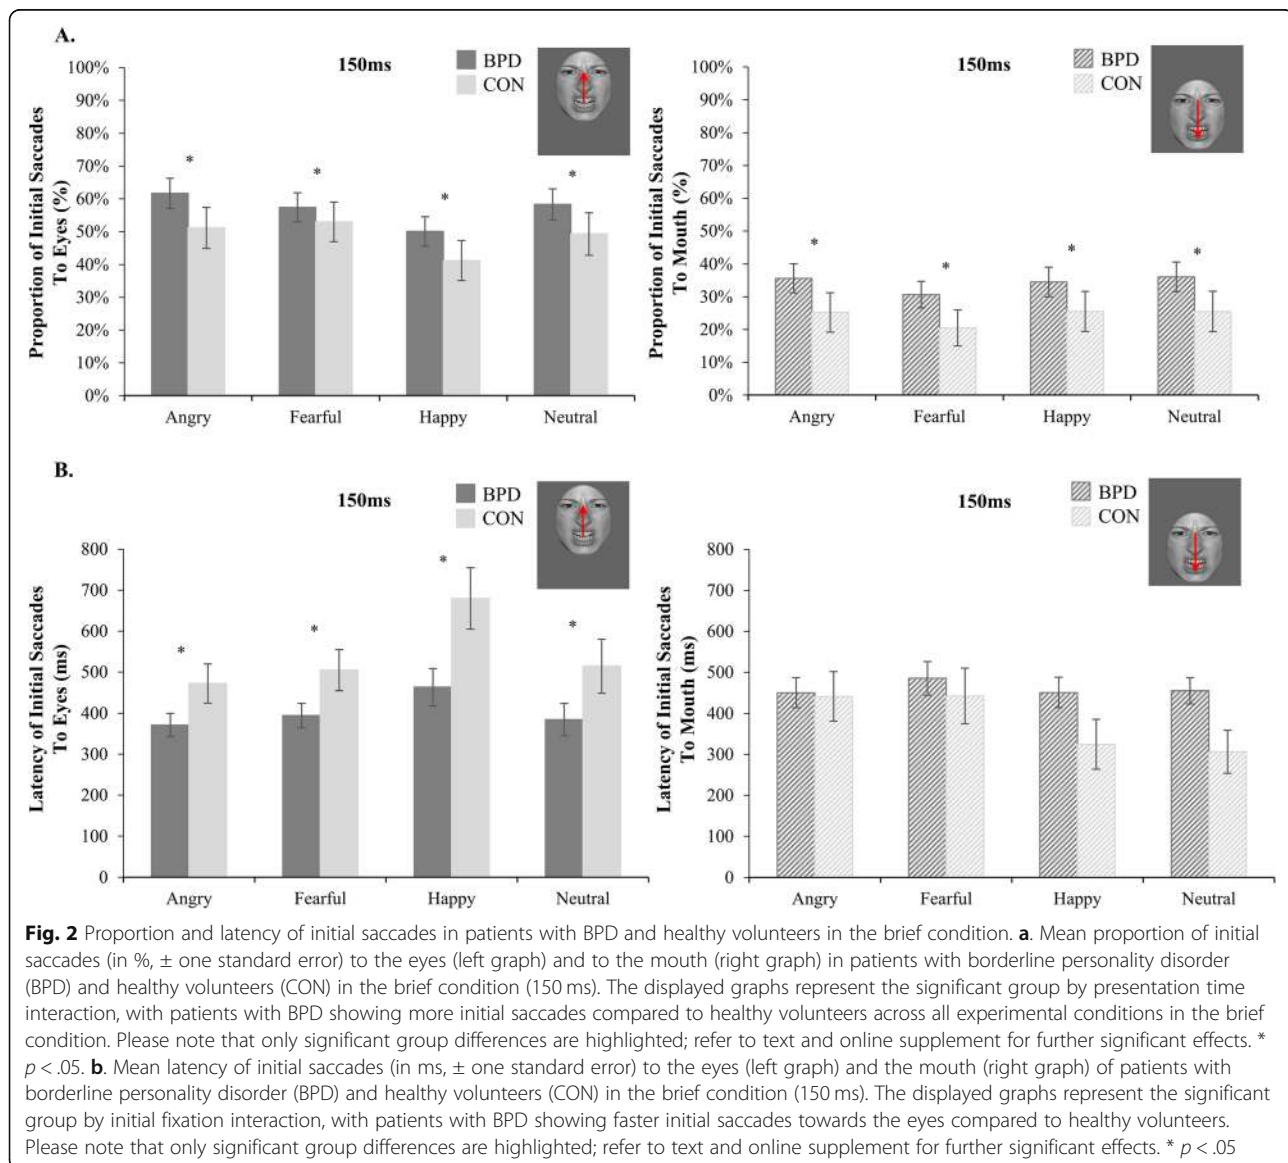 A.
150ms
BPD
CON
Proportion of Initial Saccades
To Eyes (%)
100%
90%
80%
70%
60%
50%
40%
30%
20%
10%
0%
*
*
*
*
Angry
Fearful
Happy
Neutral
150ms
BPD
CON
Proportion of Initial Saccades
To Mouth (%)
100%
90%
80%
70%
60%
50%
40%
30%
20%
10%
0%
*
*
*
*
Angry
Fearful
Happy
Neutral
B.
150ms
BPD
CON
Latency of Initial Saccades
To Eyes (ms)
800
700
600
500
400
300
200
100
0
*
*
*
*
Angry
Fearful
Happy
Neutral
150ms
BPD
CON
Latency of Initial Saccades
To Mouth (ms)
800
700
600
500
400
300
200
100
0
Angry
Fearful
Happy
Neutral
Fig. 2 Proportion and latency of initial saccades in patients with BPD and healthy volunteers in the brief condition. a. Mean proportion of initial
saccades (in %, ± one standard error) to the eyes (left graph) and to the mouth (right graph) in patients with borderline personality disorder
(BPD) and healthy volunteers (CON) in the brief condition (150 ms). The displayed graphs represent the significant group by presentation time
interaction, with patients with BPD showing more initial saccades compared to healthy volunteers across all experimental conditions in the brief
condition. Please note that only significant group differences are highlighted; refer to text and online supplement for further significant effects. *
p < .05. b. Mean latency of initial saccades (in ms, ± one standard error) to the eyes (left graph) and the mouth (right graph) of patients with
borderline personality disorder (BPD) and healthy volunteers (CON) in the brief condition (150 ms). The displayed graphs represent the significant
group by initial fixation interaction, with patients with BPD showing faster initial saccades towards the eyes compared to healthy volunteers.
Please note that only significant group differences are highlighted; refer to text and online supplement for further significant effects. * p < .05